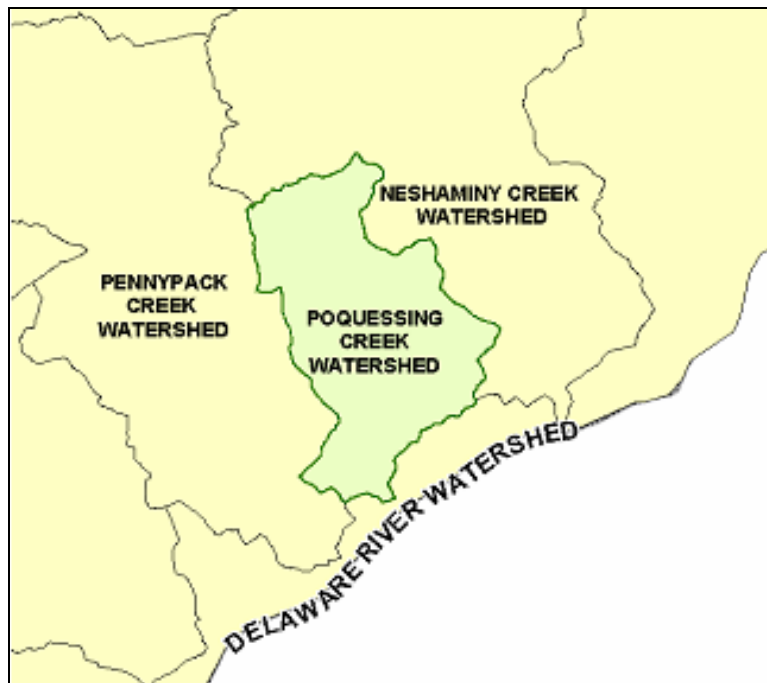 NESHAMINY CREEK
WATERSHED
PENNYPACK
CREEK
WATERSHED
POQUESSING
CREEK
WATERSHED
DELAWARE RIVER WATERSHED